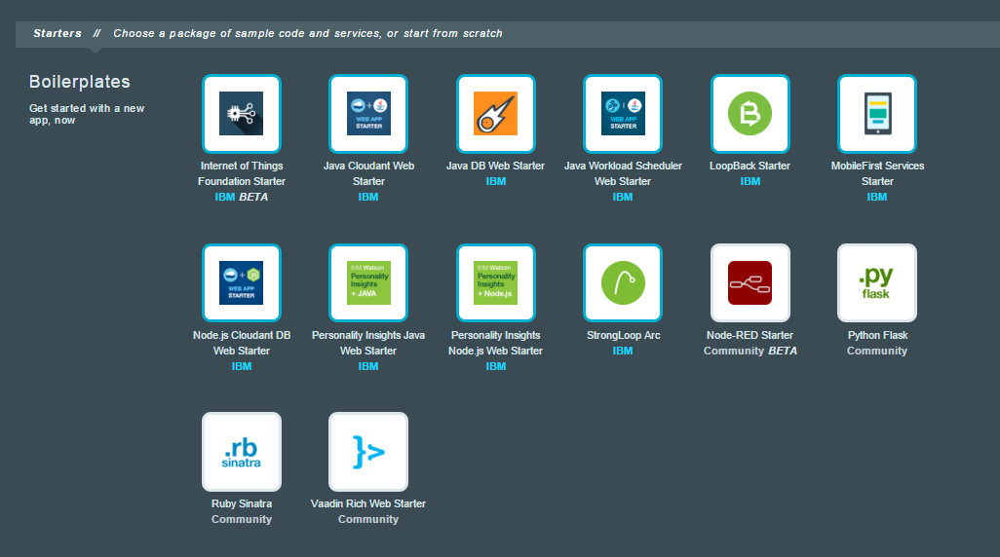 Starters // Choose a package of sample code and services, or start from scratch
Boilerplates
Get started with a new
app, now
WEB APP
STARTER
WEB APP
STARTER
Internet of Things
Foundation Starter
IBM BETA
Java Cloudant Web
Starter
IBM
Java DB Web Starter
IBM
Java Workload Scheduler
Web Starter
IBM
LoopBack Starter
IBM
MobileFirst Services
Starter
IBM
WEB APP
STARTER
IBM Watson
Personality
Insights
+ JAVA
IBM Watson
Personality
Insights
+ Node.js
.py
flask
Node.js Cloudant DB
Web Starter
IBM
Personality Insights Java
Web Starter
IBM
Personality Insights
Node.js Web Starter
IBM
StrongLoop Arc
IBM
Node-RED Starter
Community BETA
Python Flask
Community
.rb
sinatra
}>
Ruby Sinatra
Community
Vaadin Rich Web Starter
Community